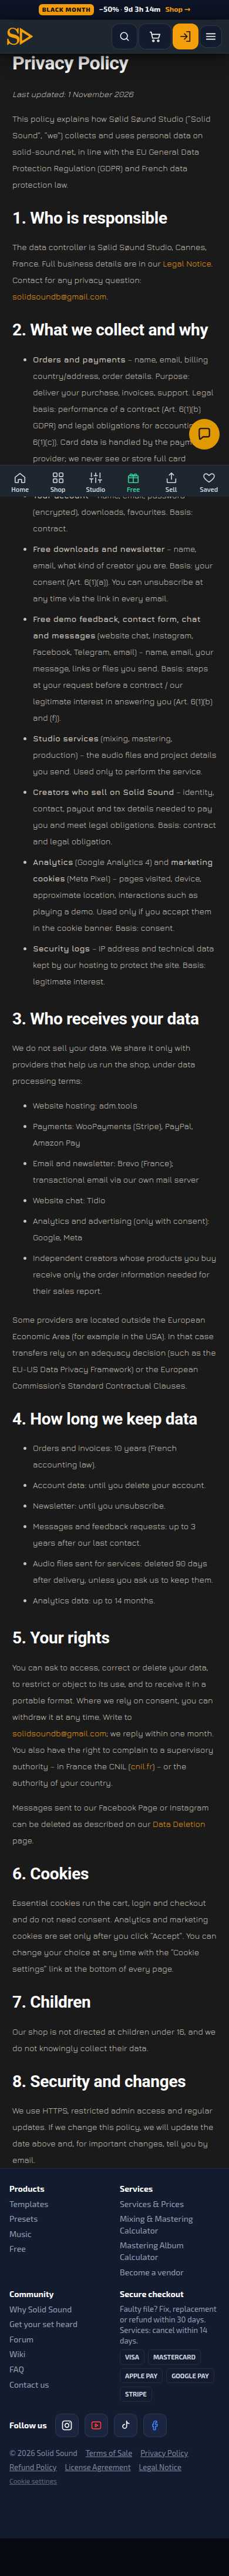 BLACK MONTH −50% · 9d 3h 14m Shop →
Privacy Policy
Last updated: 1 November 2026
This policy explains how Sølid Søund Studio ("Solid
Sound", "we") collects and uses personal data on
solid-sound.net, in line with the EU General Data
Protection Regulation (GDPR) and French data
protection law.
1. Who is responsible
The data controller is Sølid Søund Studio, Cannes,
France. Full business details are in our Legal Notice.
Contact for any privacy question:
solidsoundb@gmail.com.
2. What we collect and why
Orders and payments – name, email, billing
country/address, order details. Purpose:
deliver your purchase, invoices, support. Legal
basis: performance of a contract (Art. 6(1)(b)
GDPR) and legal obligations for accounting (Art.
6(1)(c)). Card data is handled by the payment
provider; we never see or store full card
Home Shop Studio Free Sell Saved
(encrypted), downloads, favourites. Basis:
contract.
Free downloads and newsletter – name,
email, what kind of creator you are. Basis: your
consent (Art. 6(1)(a)). You can unsubscribe at
any time via the link in every email.
Free demo feedback, contact form, chat
and messages (website chat, Instagram,
Facebook, Telegram, email) – name, email, your
message, links or files you send. Basis: steps
at your request before a contract / our
legitimate interest in answering you (Art. 6(1)(b)
and (f)).
Studio services (mixing, mastering,
production) – the audio files and project details
you send. Used only to perform the service.
Creators who sell on Solid Sound – identity,
contact, payout and tax details needed to pay
you and meet legal obligations. Basis: contract
and legal obligation.
Analytics (Google Analytics 4) and marketing
cookies (Meta Pixel) – pages visited, device,
approximate location, interactions such as
playing a demo. Used only if you accept them
in the cookie banner. Basis: consent.
Security logs – IP address and technical data
kept by our hosting to protect the site. Basis:
legitimate interest.
3. Who receives your data
We do not sell your data. We share it only with
providers that help us run the shop, under data
processing terms:
Website hosting: adm.tools
Payments: WooPayments (Stripe), PayPal,
Amazon Pay
Email and newsletter: Brevo (France);
transactional email via our own mail server
Website chat: Tidio
Analytics and advertising (only with consent):
Google, Meta
Independent creators whose products you buy
receive only the order information needed for
their sales report.
Some providers are located outside the European
Economic Area (for example in the USA). In that case
transfers rely on an adequacy decision (such as the
EU-US Data Privacy Framework) or the European
Commission's Standard Contractual Clauses.
4. How long we keep data
Orders and invoices: 10 years (French
accounting law).
Account data: until you delete your account.
Newsletter: until you unsubscribe.
Messages and feedback requests: up to 3
years after our last contact.
Audio files sent for services: deleted 90 days
after delivery, unless you ask us to keep them.
Analytics data: up to 14 months.
5. Your rights
You can ask to access, correct or delete your data,
to restrict or object to its use, and to receive it in a
portable format. Where we rely on consent, you can
withdraw it at any time. Write to
solidsoundb@gmail.com; we reply within one month.
You also have the right to complain to a supervisory
authority – in France the CNIL (cnil.fr) – or the
authority of your country.
Messages sent to our Facebook Page or Instagram
can be deleted as described on our Data Deletion
page.
6. Cookies
Essential cookies run the cart, login and checkout
and do not need consent. Analytics and marketing
cookies are set only after you click "Accept". You can
change your choice at any time with the "Cookie
settings" link at the bottom of every page.
7. Children
Our shop is not directed at children under 16, and we
do not knowingly collect their data.
8. Security and changes
We use HTTPS, restricted admin access and regular
updates. If we change this policy, we will update the
date above and, for important changes, tell you by
email.
Products
Templates
Presets
Music
Free
Services
Services & Prices
Mixing & Mastering
Calculator
Mastering Album
Calculator
Become a vendor
Community
Why Solid Sound
Get your set heard
Forum
Wiki
FAQ
Contact us
Secure checkout
Faulty file? Fix, replacement
or refund within 30 days.
Services: cancel within 14
days.
VISA MASTERCARD
APPLE PAY GOOGLE PAY
STRIPE
Follow us
© 2026 Solid Sound Terms of Sale Privacy Policy
Refund Policy License Agreement Legal Notice
Cookie settings